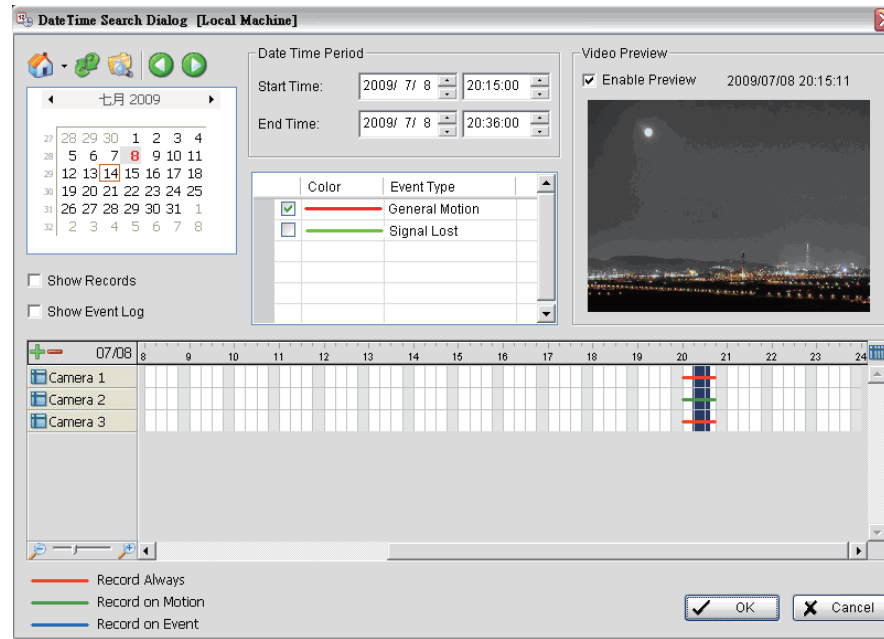 DateTime Search Dialog [Local Machine]
七月 2009
27 28 29 30 1 2 3 4
28 5 6 7 8 9 10 11
29 12 13 14 15 16 17 18
30 19 20 21 22 23 24 25
31 26 27 28 29 30 31 1
32 2 3 4 5 6 7 8
Show Records
Show Event Log
Date Time Period
Start Time: 2009/ 7/ 8 20:15:00
End Time: 2009/ 7/ 8 20:36:00
Color Event Type
General Motion
Signal Lost
Video Preview
Enable Preview 2009/07/08 20:15:11
07/08 8 9 10 11 12 13 14 15 16 17 18 19 20 21 22 23 24
Camera 1
Camera 2
Camera 3
Record Always
Record on Motion
Record on Event
OK
Cancel